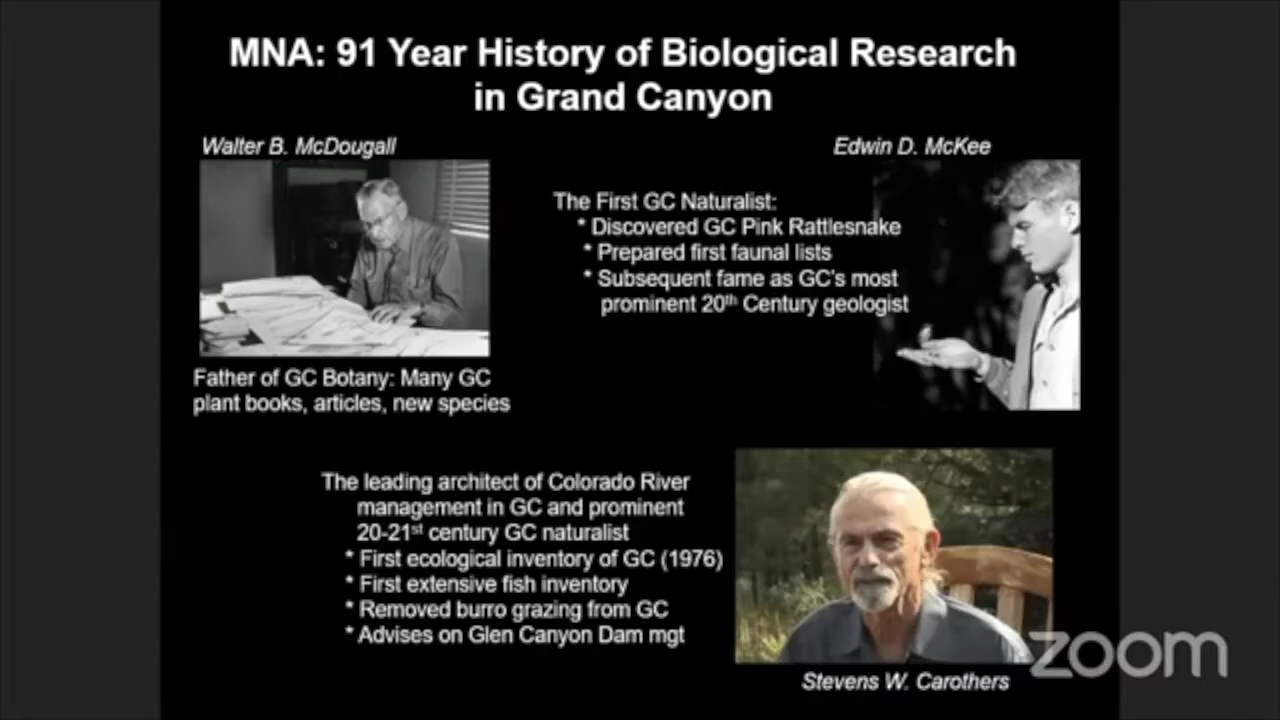 MNA: 91 Year History of Biological Research
in Grand Canyon
Walter B. McDougall
Edwin D. McKee
The First GC Naturalist:
* Discovered GC Pink Rattlesnake
* Prepared first faunal lists
* Subsequent fame as GC's most
prominent 20th Century geologist
Father of GC Botany: Many GC
plant books, articles, new species
The leading architect of Colorado River
management in GC and prominent
20-21st century GC naturalist
* First ecological inventory of GC (1976)
* First extensive fish inventory
* Removed burro grazing from GC
* Advises on Glen Canyon Dam mgt
Stevens W. Carothers
zoom